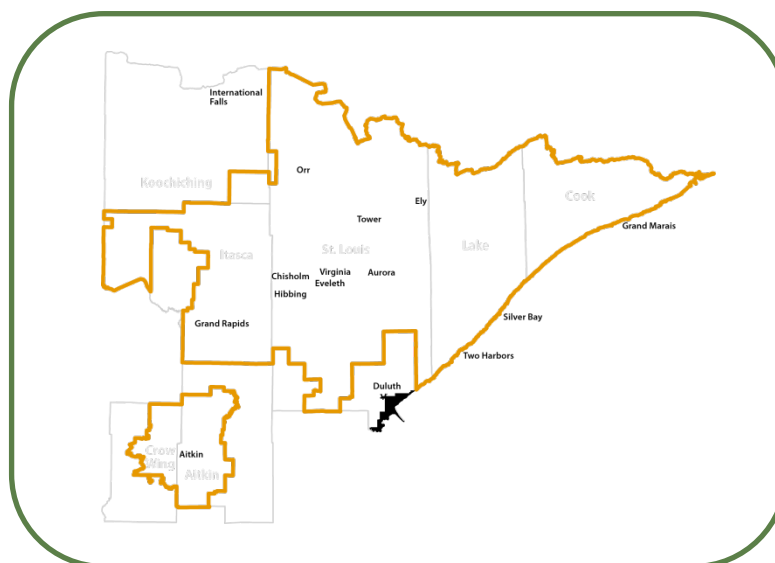 International
Falls
Koochiching
Orr
Ely
Cook
Tower
Grand Marais
St. Louis
Lake
Itasca
Chisholm
Virginia
Aurora
Eveleth
Hibbing
Silver Bay
Grand Rapids
Two Harbors
Duluth
Crow
Wing
Aitkin
Aitkin